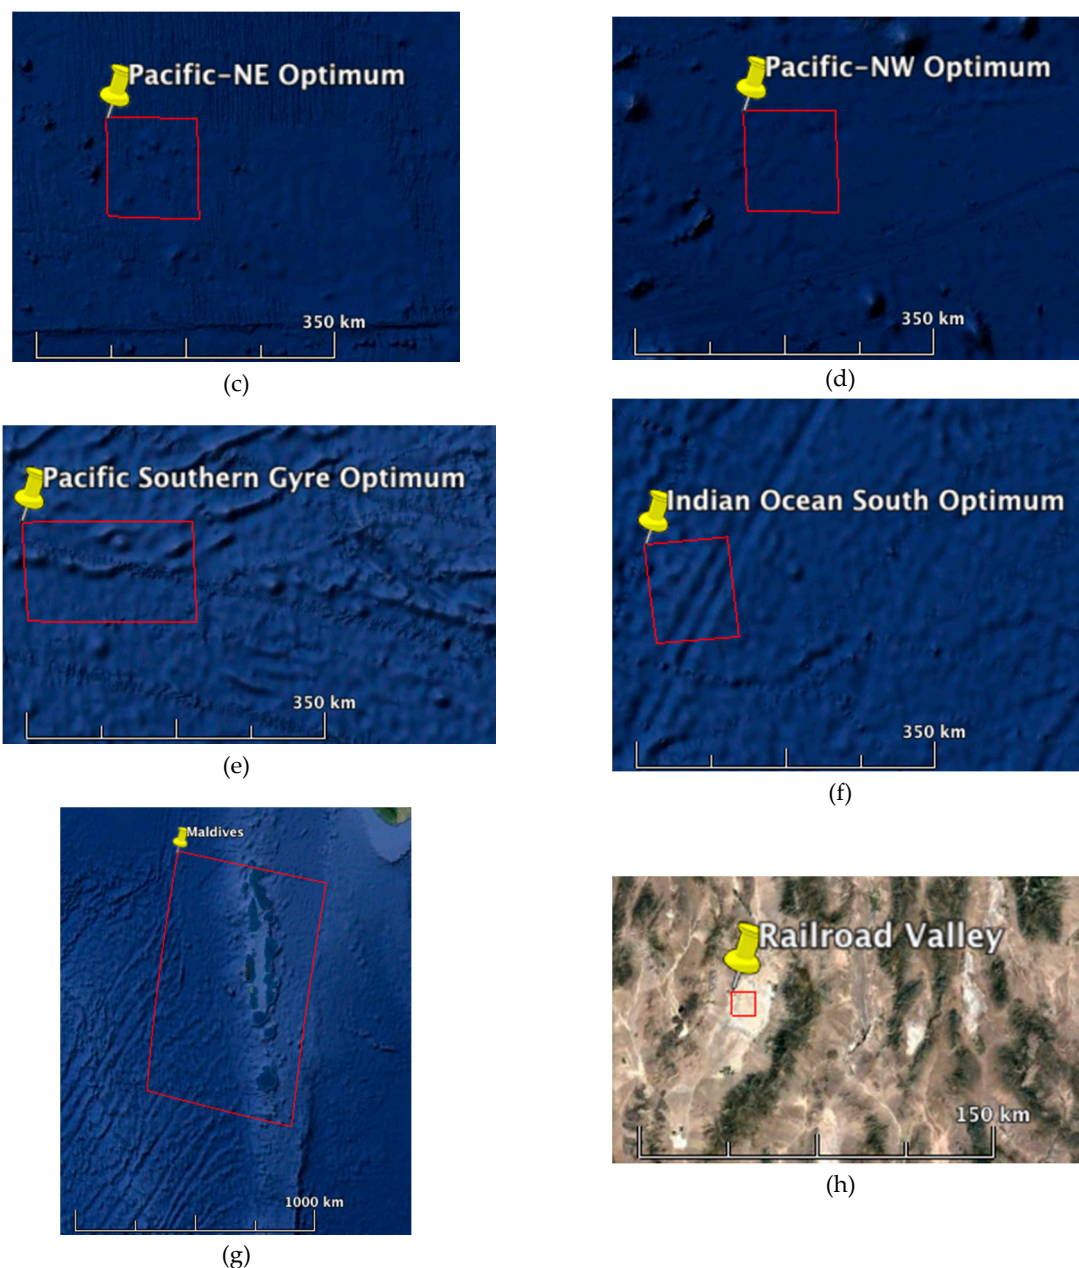 Pacific-NE Optimum
350 km
(c)
Pacific-NW Optimum
350 km
(d)
Pacific Southern Gyre Optimum
350 km
(e)
Indian Ocean South Optimum
350 km
(f)
Maldives
1000 km
(g)
Railroad Valley
150 km
(h)